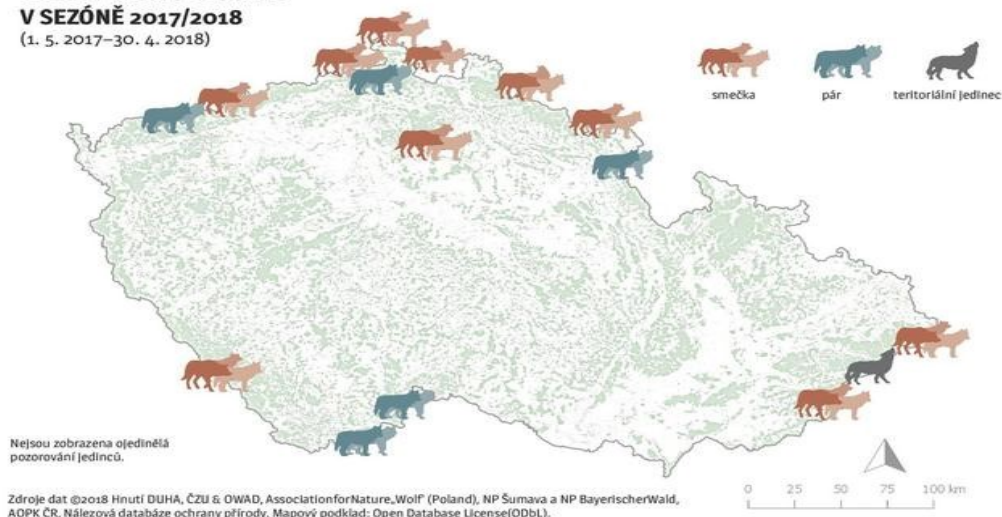 V SEZÓNĚ 2017/2018
(1. 5. 2017–30. 4. 2018)
smečka
pár
teritoriální jedinec
Nejsou zobrazena ojedinělá
pozorování jedinců.
0 25 50 75 100 km
Zdroje dat ©2018 Hnutí DUHA, ČZU & OWAD, AssociationforNature„Wolf“ (Poland), NP Šumava a NP BayerischerWald,
AOPK ČR. Nálezová databáze ochrany přírody. Mapový podklad: Open Database License(ODbL).